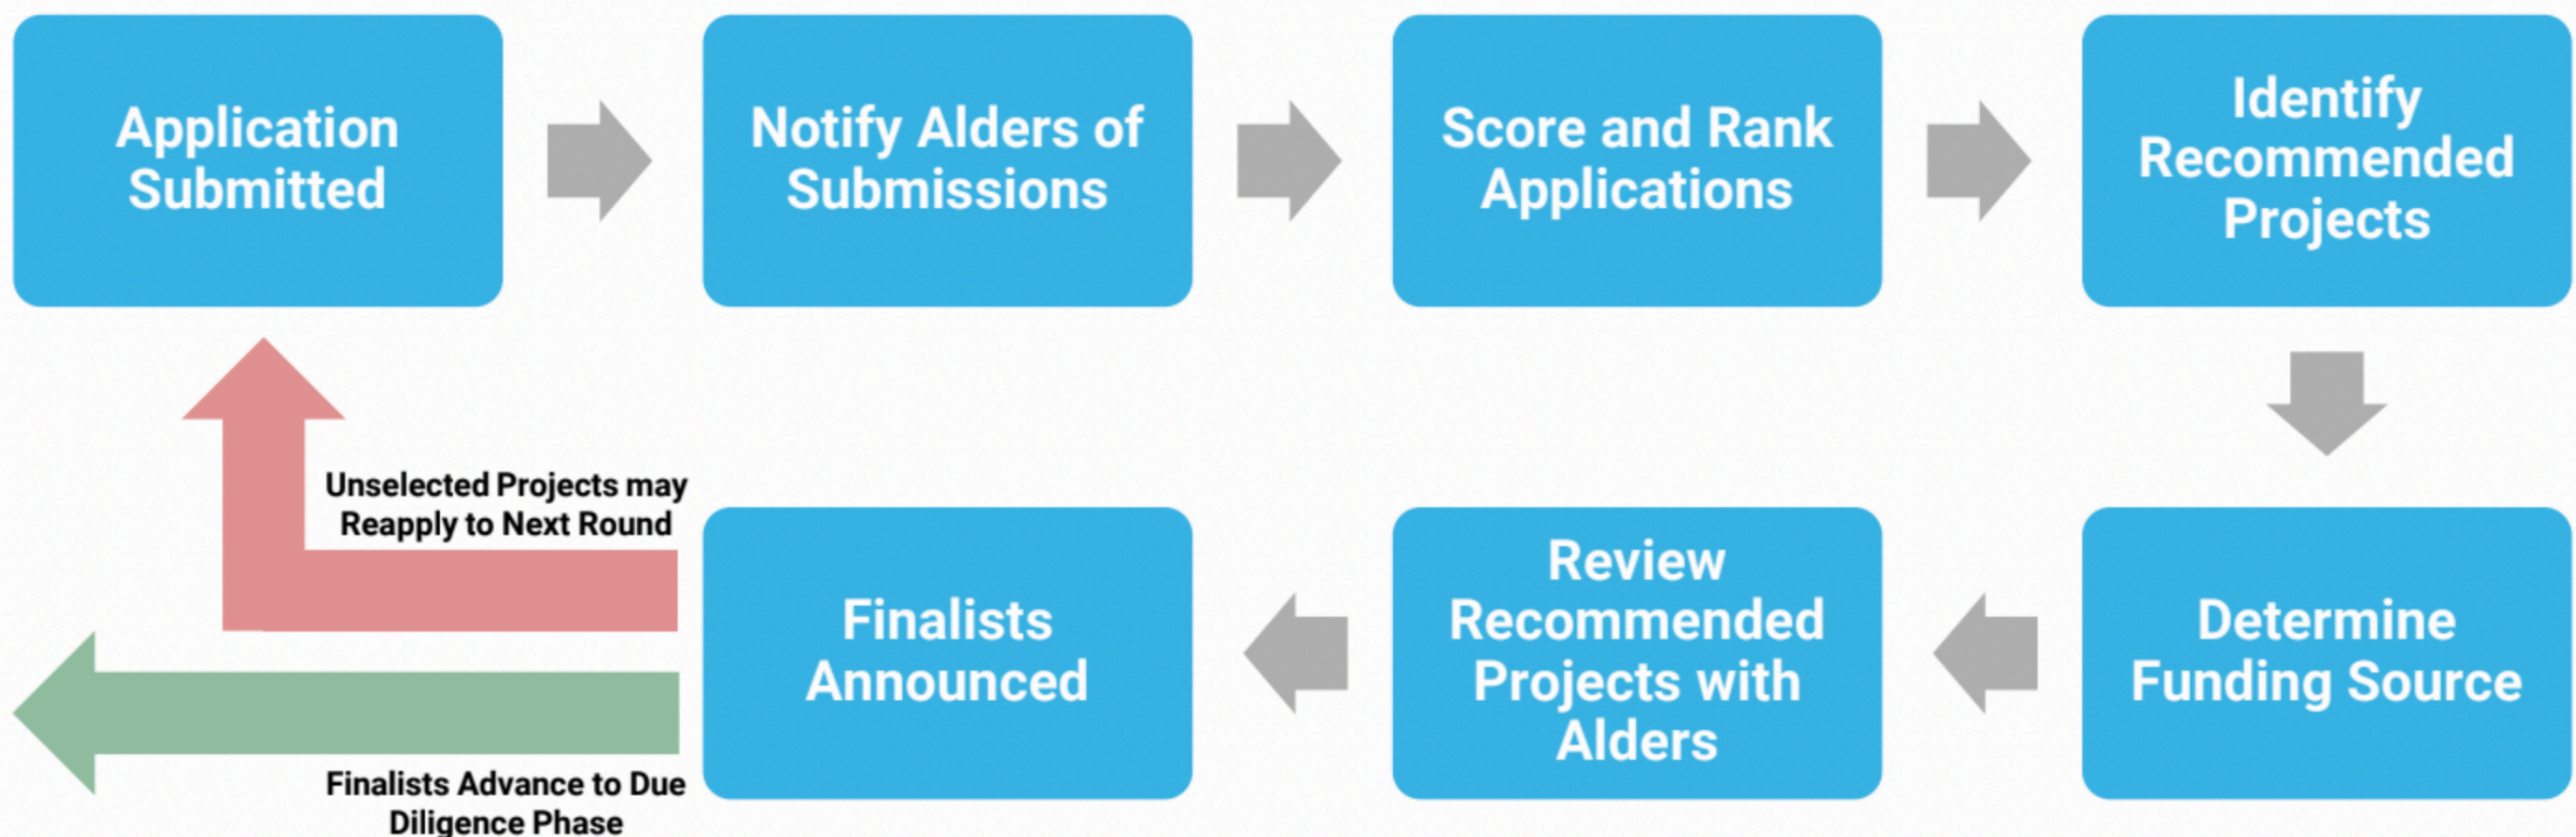 Application
Submitted
Notify Alders of
Submissions
Score and Rank
Applications
Identify
Recommended
Projects
Determine
Funding Source
Review
Recommended
Projects with
Alders
Finalists
Announced
Unselected Projects may
Reapply to Next Round
Finalists Advance to Due
Diligence Phase